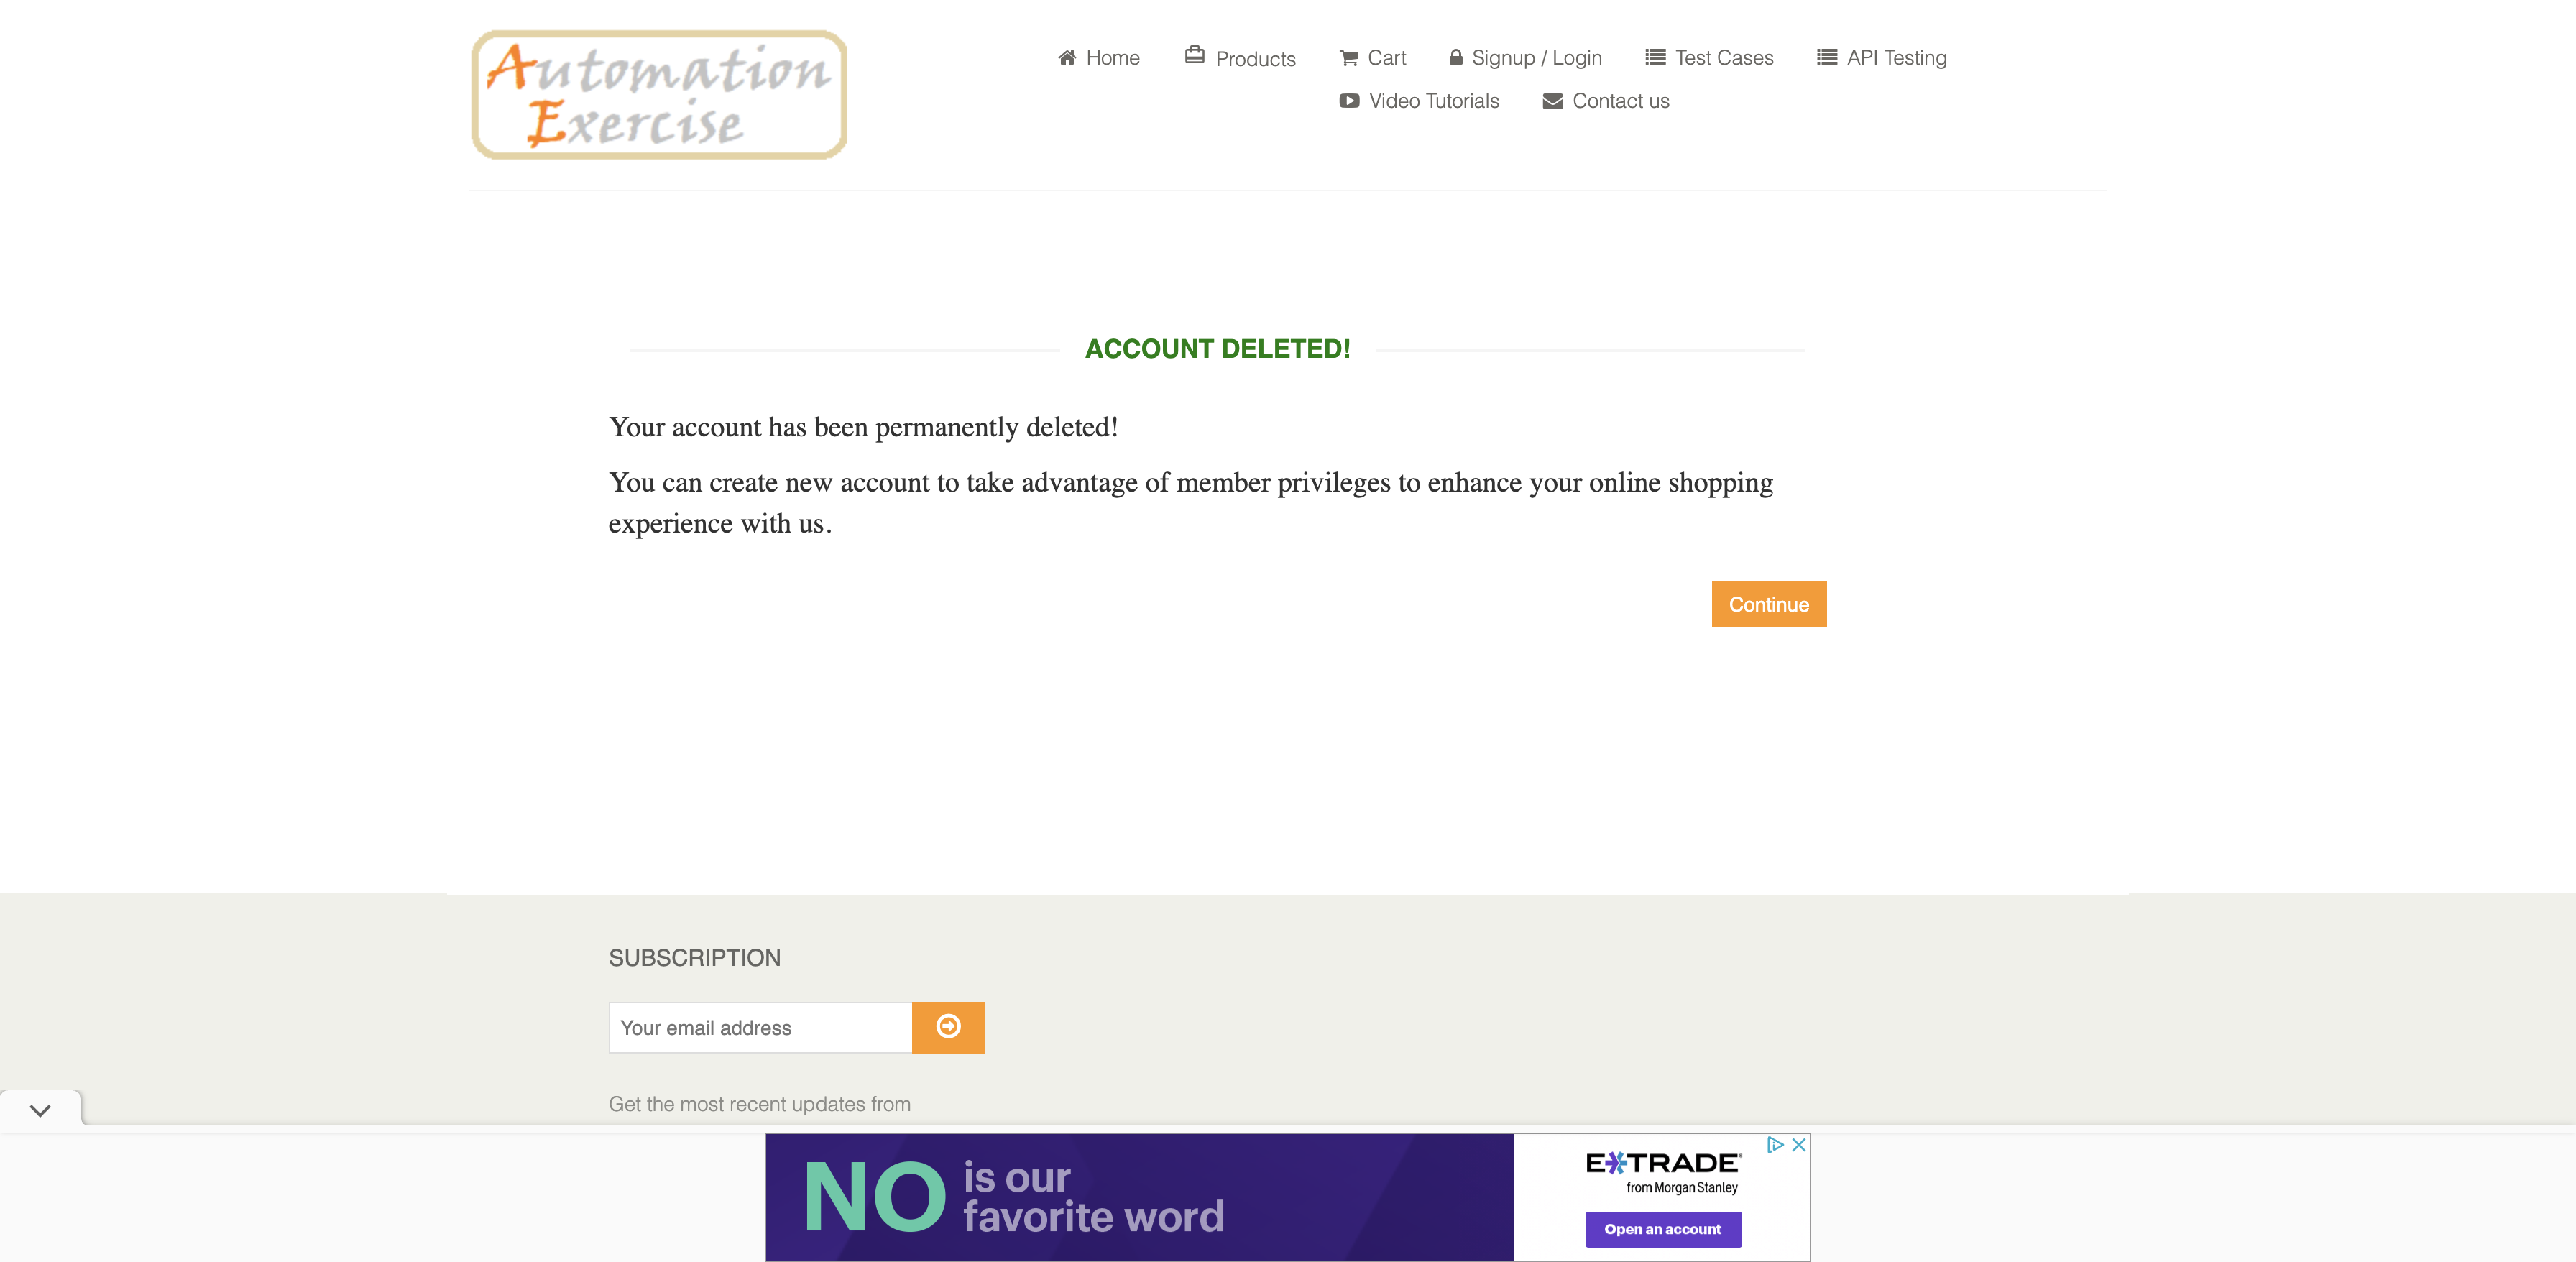 Automation
Exercise
Home
Products
Cart
Signup / Login
Test Cases
API Testing
Video Tutorials
Contact us
ACCOUNT DELETED!
Your account has been permanently deleted!
You can create new account to take advantage of member privileges to enhance your online shopping
experience with us.
Continue
SUBSCRIPTION
Your email address
Get the most recent updates from
NO is our
favorite word
E*TRADE
from Morgan Stanley
Open an account